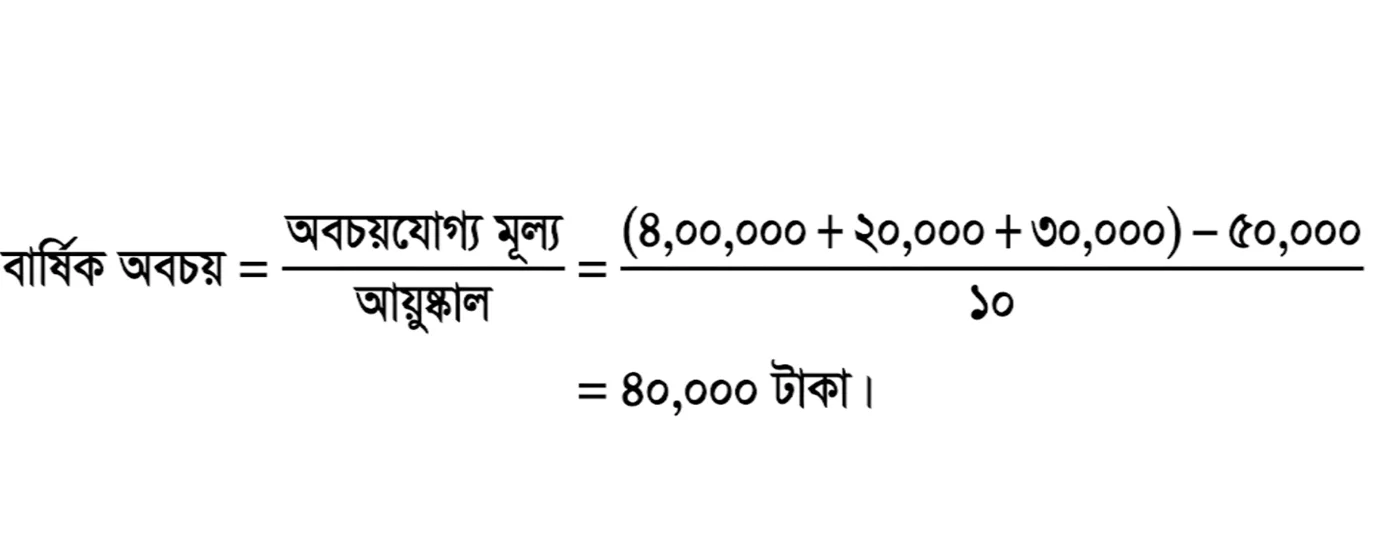 বার্ষিক অবচয় = অবচয়যোগ্য মূল্য / আয়ুষ্কাল = (৪,০০,০০০ + ২০,০০০ + ৩০,০০০) – ৫০,০০০ / ১০
= ৪০,০০০ টাকা।